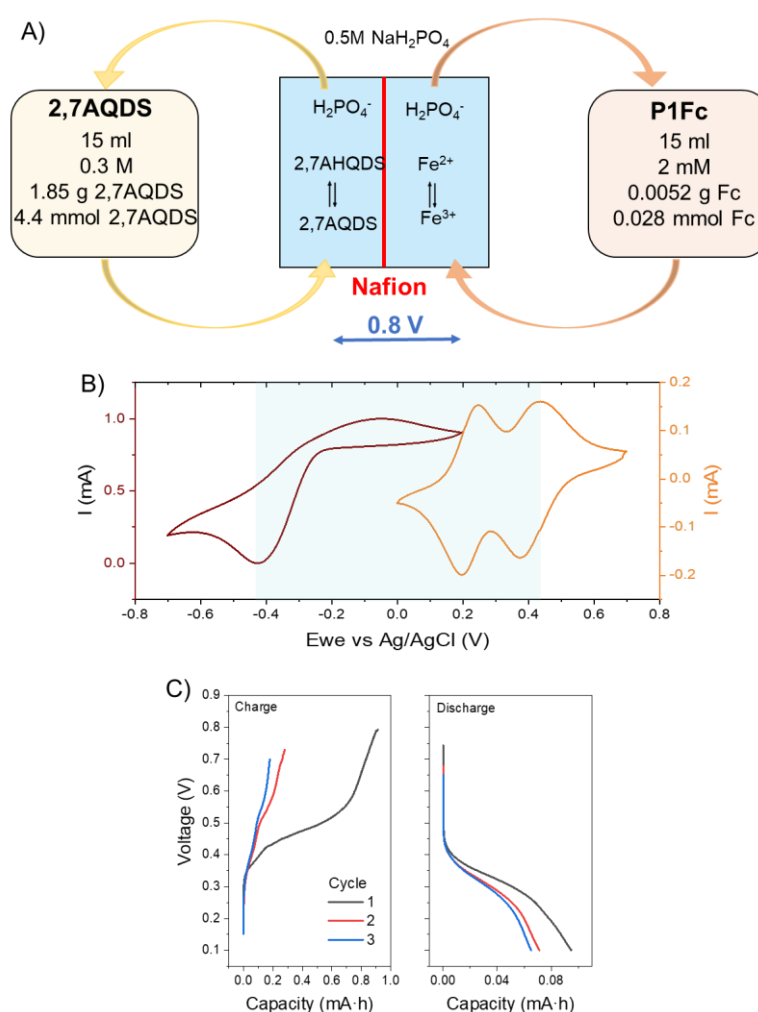 A)
0.5M NaH₂PO₄
2,7AQDS
15 ml
0.3 M
1.85 g 2,7AQDS
4.4 mmol 2,7AQDS
H₂PO₄⁻
2,7AHQDS
2,7AQDS
H₂PO₄⁻
Fe²⁺
Fe³⁺
P1Fc
15 ml
2 mM
0.0052 g Fc
0.028 mmol Fc
Nafion
0.8 V
B)
I (mA)
1.0
0.5
0.0
0.2
0.1
0.0
-0.1
-0.2
I (mA)
-0.8 -0.6 -0.4 -0.2 0.0 0.2 0.4 0.6 0.8
Ewe vs Ag/AgCl (V)
C)
Voltage (V)
0.9
0.8
0.7
0.6
0.5
0.4
0.3
0.2
0.1
Charge
Cycle
1
2
3
0.0 0.2 0.4 0.6 0.8 1.0
Capacity (mA·h)
Discharge
0.00 0.04 0.08
Capacity (mA·h)